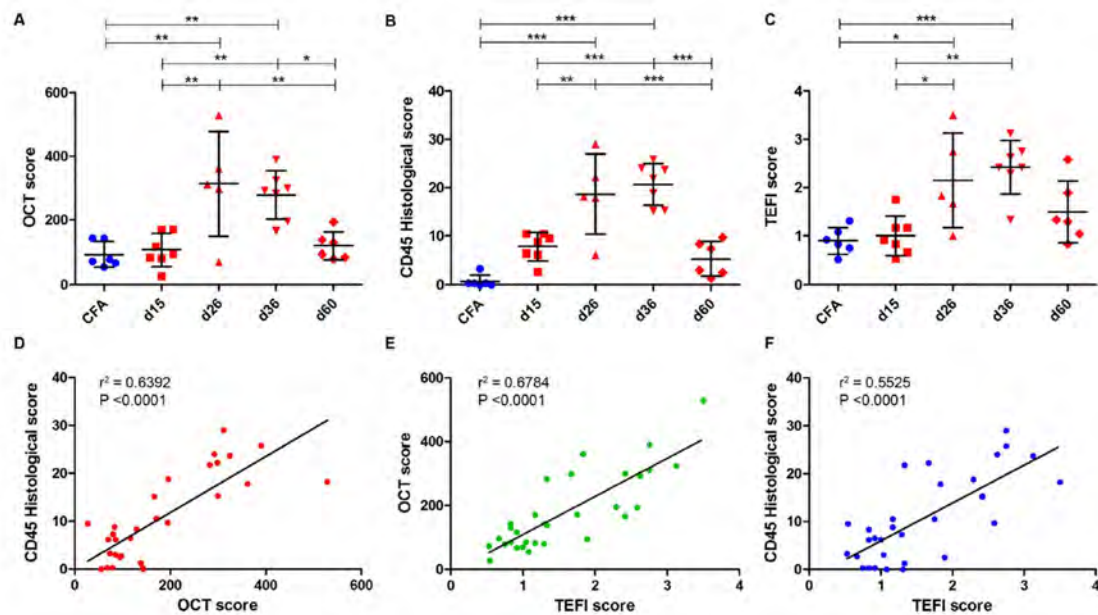 A
**
**
** *
** **
OCT score
600
400
200
0
CFA d15 d26 d36 d60
B
***
***
*** ***
** ***
CD45 Histological score
40
30
20
10
0
CFA d15 d26 d36 d60
C
***
*
**
*
TEFI score
4
3
2
1
0
CFA d15 d26 d36 d60
D
CD45 Histological score
40
30
20
10
0
r² = 0.6392
P <0.0001
0 200 400 600
OCT score
E
OCT score
600
400
200
0
r² = 0.6784
P <0.0001
0 1 2 3 4
TEFI score
F
CD45 Histological score
40
30
20
10
0
r² = 0.5525
P <0.0001
0 1 2 3 4
TEFI score